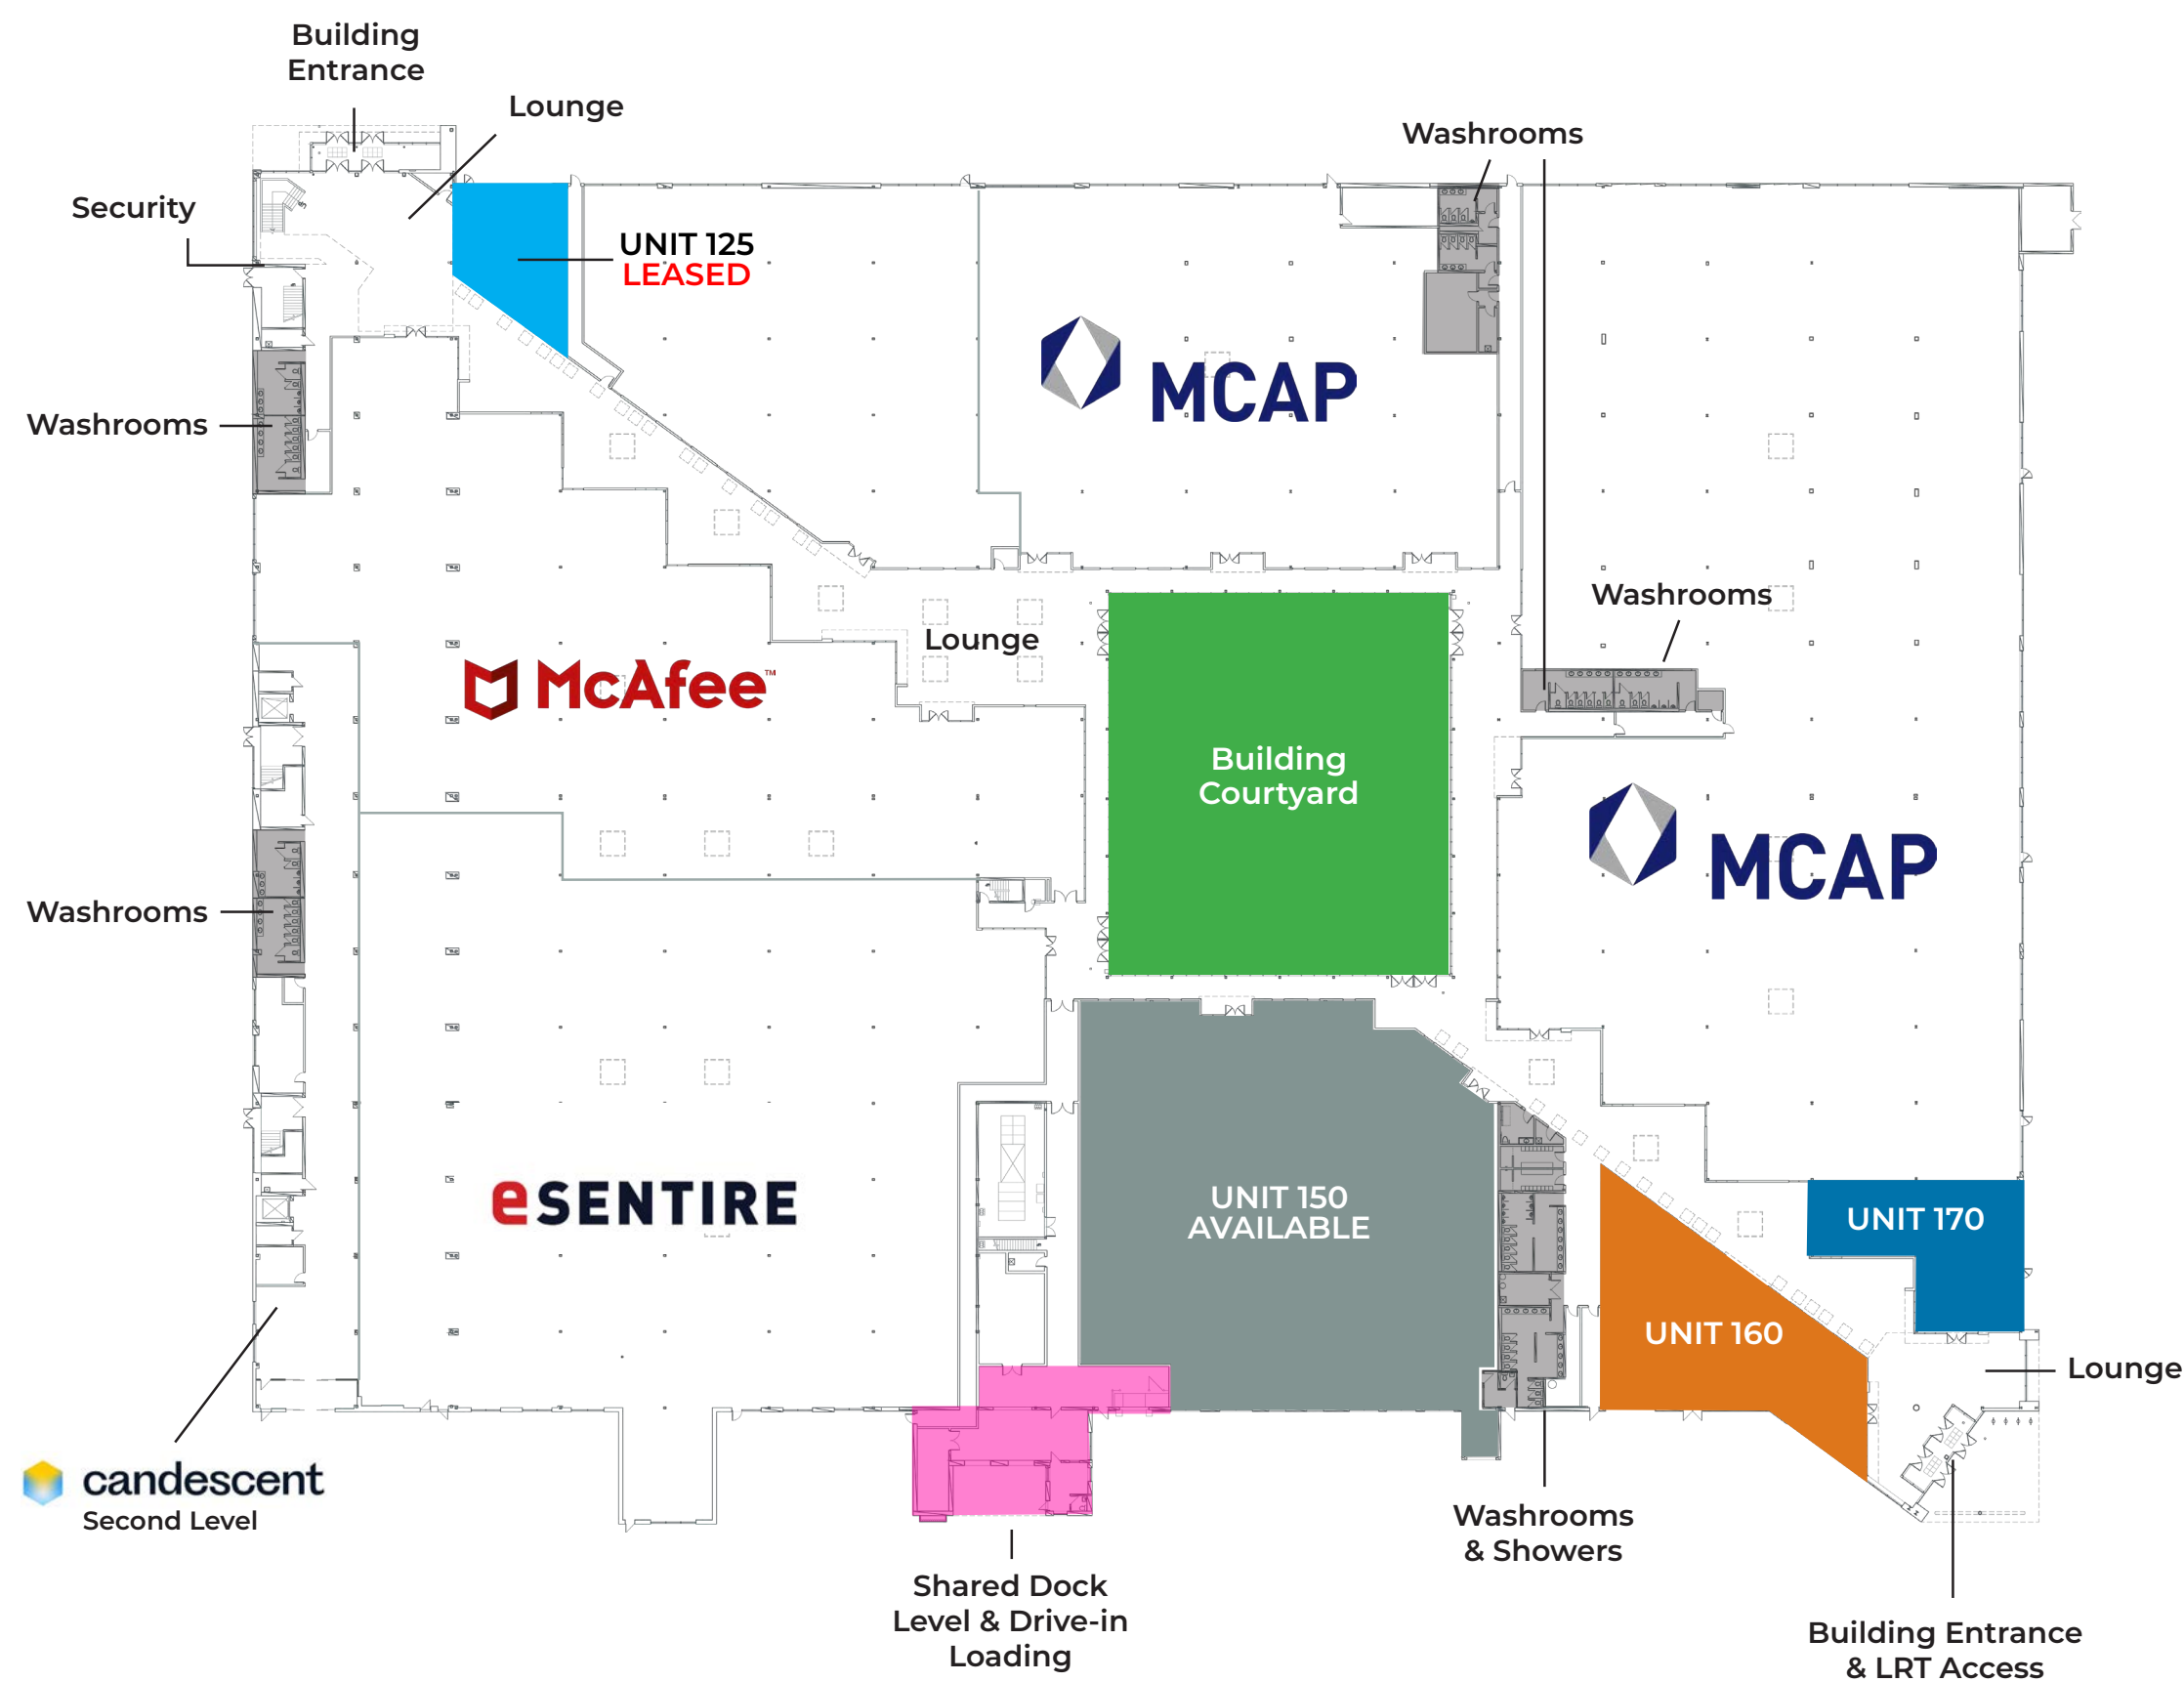 Building
Entrance
Lounge
Washrooms
Security
UNIT 125
LEASED
MCAP
Washrooms
Washrooms
Lounge
McAfee™
Building
Courtyard
MCAP
Washrooms
UNIT 150
AVAILABLE
eSENTIRE
UNIT 170
UNIT 160
Lounge
candescent
Second Level
Washrooms
& Showers
Shared Dock
Level & Drive-in
Loading
Building Entrance
& LRT Access